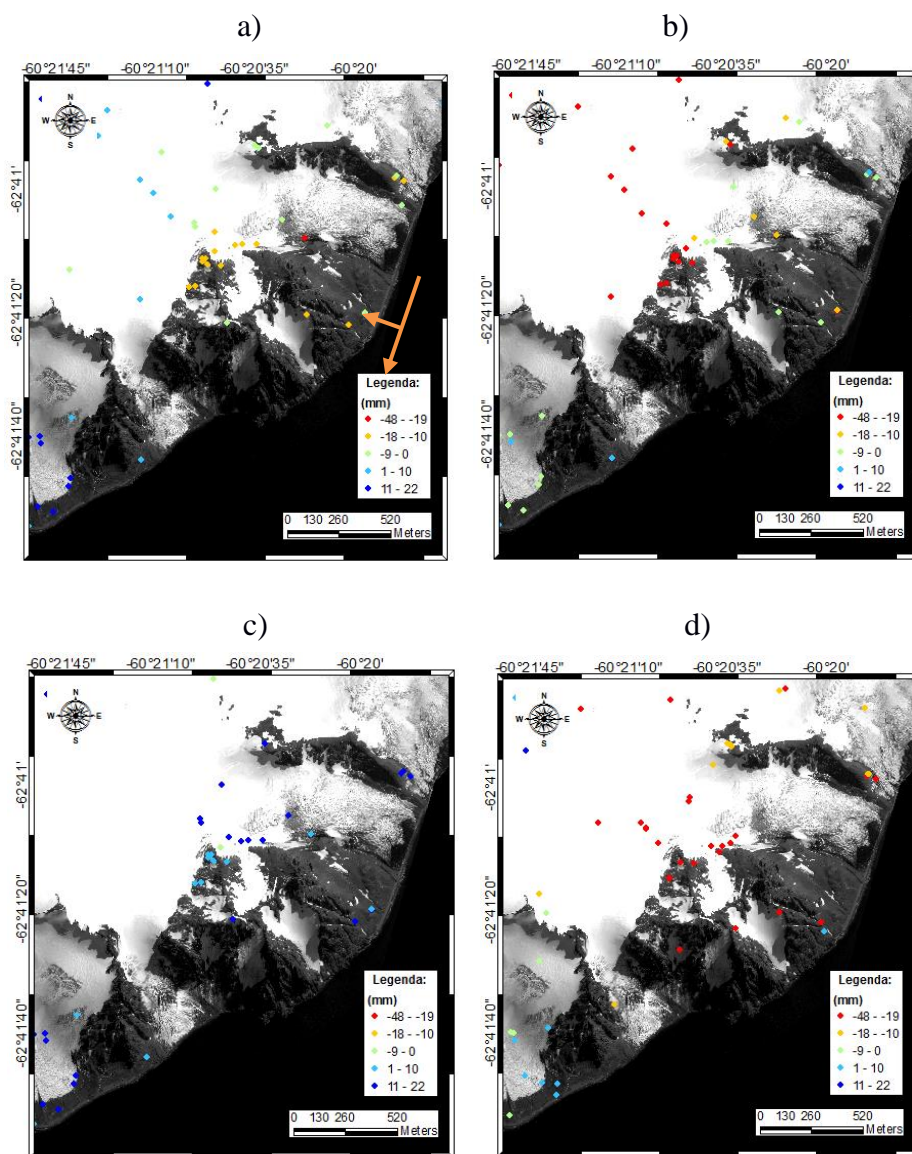 a)
b)
-60°21'45" -60°21'10" -60°20'35" -60°20'
-60°21'45" -60°21'10" -60°20'35" -60°20'
N
W E
S
N
W E
S
-62°41'
-62°41'
-62°41'20"
-62°41'20"
-62°41'40"
-62°41'40"
Legenda:
(mm)
-48 - -19
-18 - -10
-9 - 0
1 - 10
11 - 22
Legenda:
(mm)
-48 - -19
-18 - -10
-9 - 0
1 - 10
11 - 22
0 130 260 520
Meters
0 130 260 520
Meters
c)
d)
-60°21'45" -60°21'10" -60°20'35" -60°20'
-60°21'45" -60°21'10" -60°20'35" -60°20'
N
W E
S
N
W E
S
-62°41'
-62°41'
-62°41'20"
-62°41'20"
-62°41'40"
-62°41'40"
Legenda:
(mm)
-48 - -19
-18 - -10
-9 - 0
1 - 10
11 - 22
Legenda:
(mm)
-48 - -19
-18 - -10
-9 - 0
1 - 10
11 - 22
0 130 260 520
Meters
0 130 260 520
Meters